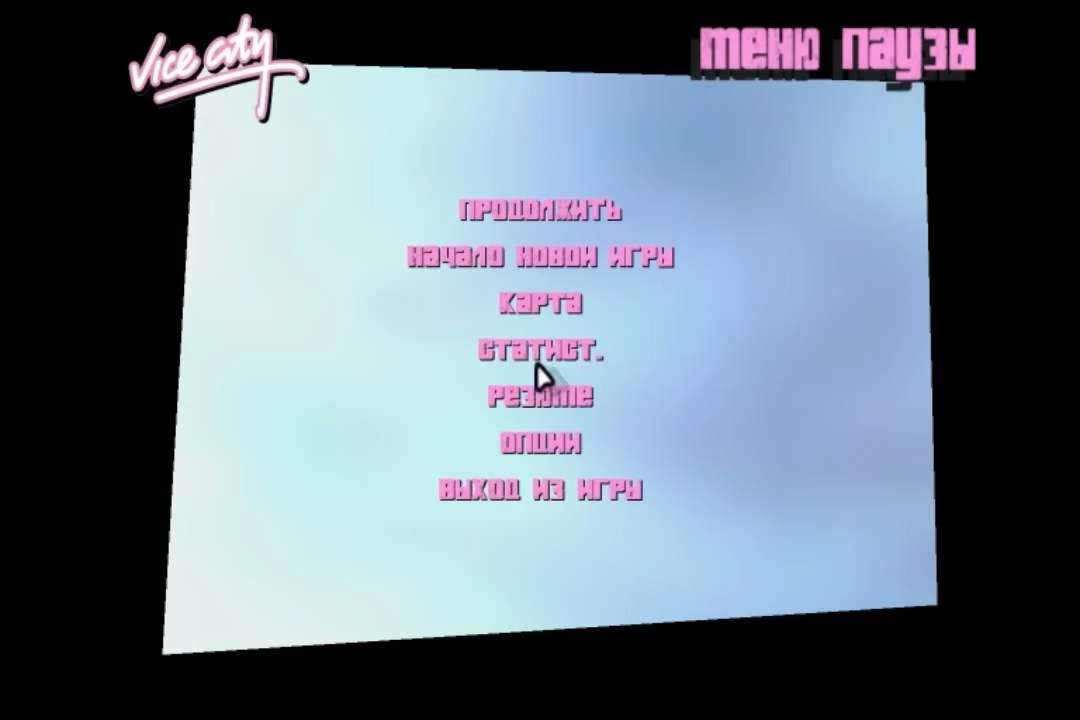 Vice City
меню паузы
продолжить
начало новой игры
карта
статист.
резюме
опции
выход из игры